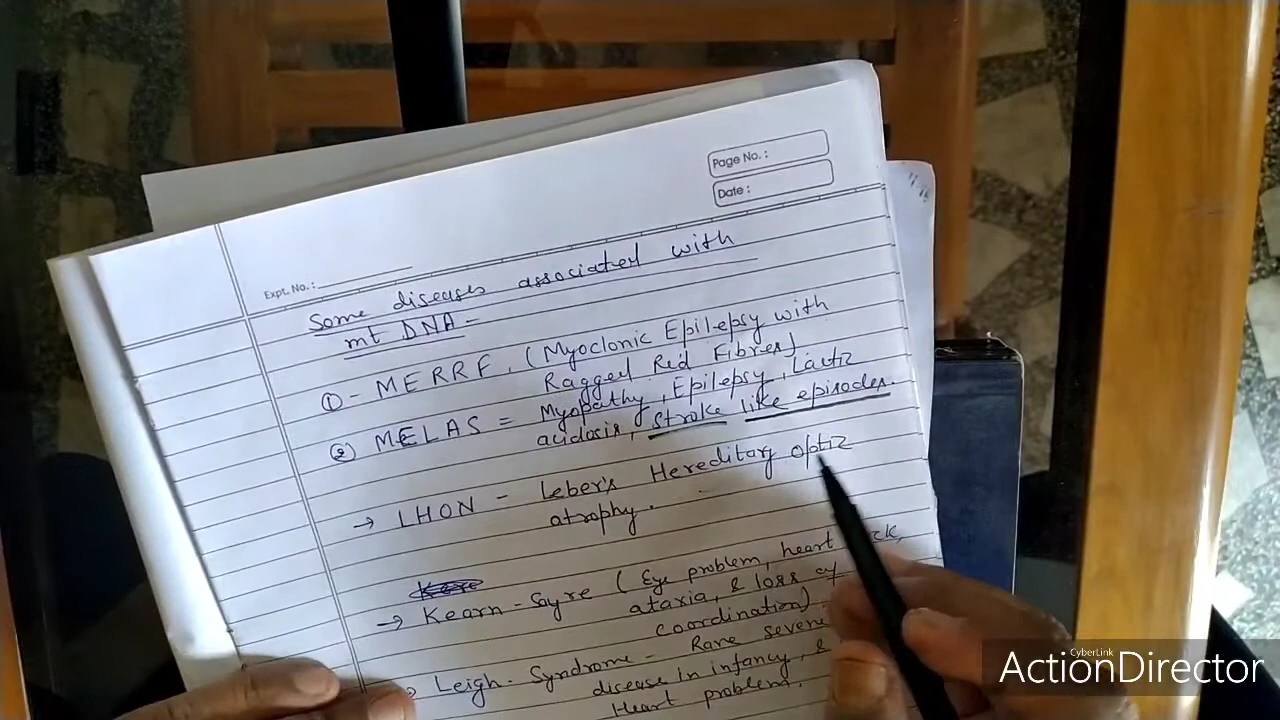 Page No. :
Date :
Expt. No. :
Some diseases associated with
mt DNA -
① - MERRF. (Myoclonic Epilepsy with
Ragged Red Fibres)
② MELAS = Myopathy, Epilepsy, Lactic
acidosis, stroke like episodes.
→ LHON - Leber's Hereditary optic
atrophy.
→ Kearn - Sayre ( Eye problem, heart
ataxia, & loss of
coordination)
Leigh - Syndrome - Rare severe
disease In infancy, &
Heart problem.
CyberLink
ActionDirector